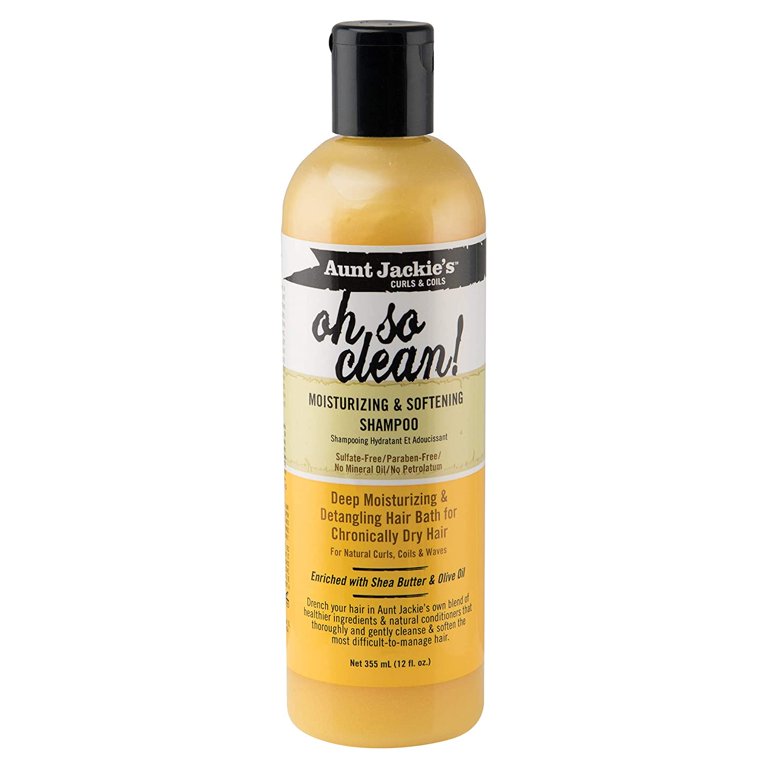 Aunt Jackie's™
CURLS & COILS
oh so
clean!
MOISTURIZING & SOFTENING
SHAMPOO
Shampooing Hydratant Et Adoucissant
Sulfate-Free/Paraben-Free/
No Mineral Oil/No Petrolatum
Deep Moisturizing &
Detangling Hair Bath for
Chronically Dry Hair
For Natural Curls, Coils & Waves
Enriched with Shea Butter & Olive Oil
Drench your hair in Aunt Jackie's own blend of
healthier ingredients & natural conditioners that
thoroughly and gently cleanse & soften the
most difficult-to-manage hair.
Net 355 mL (12 fl. oz.)